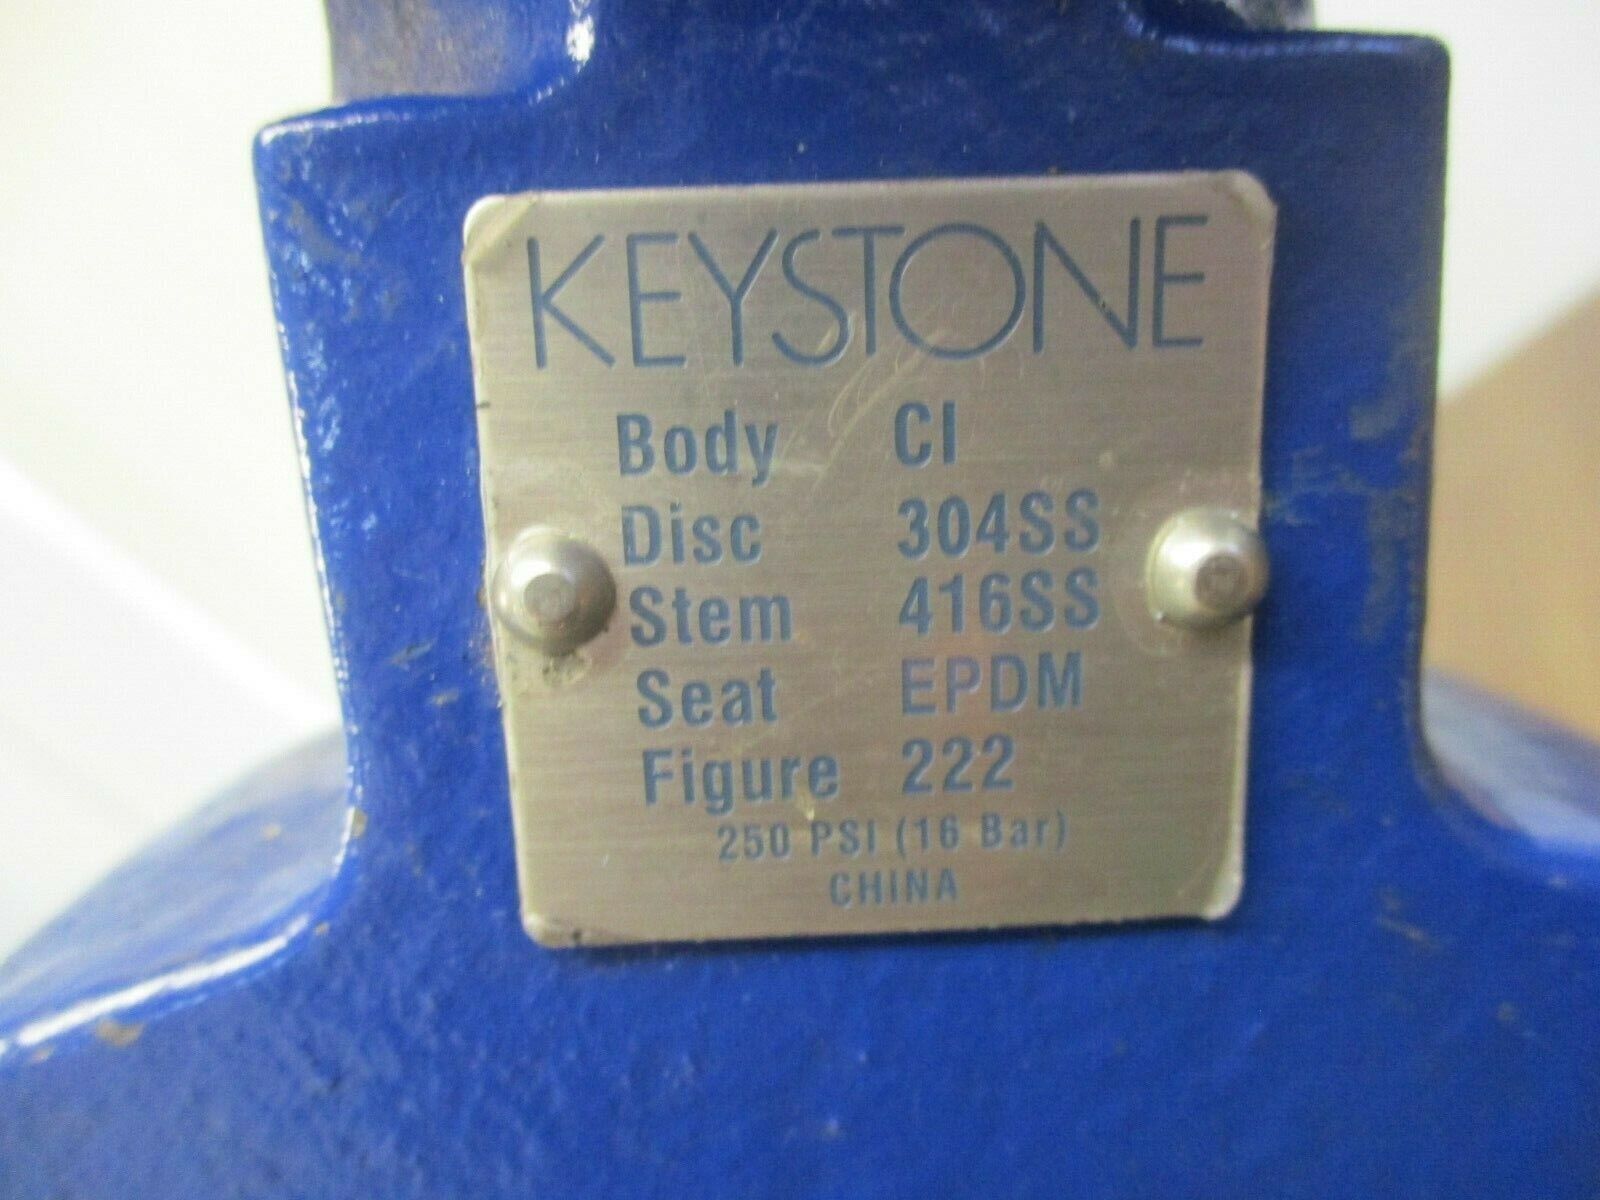 KEYSTONE
Body CI
Disc 304SS
Stem 416SS
Seat EPDM
Figure 222
250 PSI (16 Bar)
CHINA